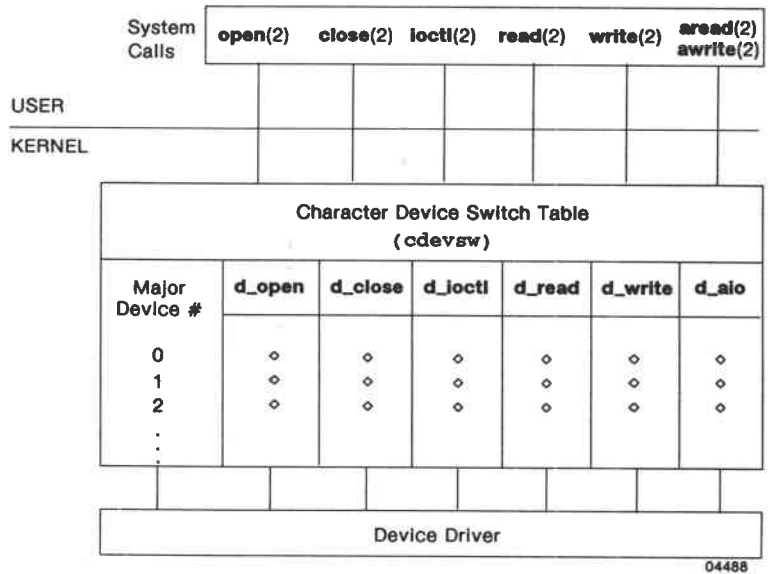 System Calls
open(2) close(2) ioctl(2) read(2) write(2) aread(2) awrite(2)
USER
KERNEL
Character Device Switch Table
(cdevsw)
Major Device # d_open d_close d_ioctl d_read d_write d_aio
0 ◇ ◇ ◇ ◇ ◇ ◇
1 ◇ ◇ ◇ ◇ ◇ ◇
2 ◇ ◇ ◇ ◇ ◇ ◇
Device Driver
04488